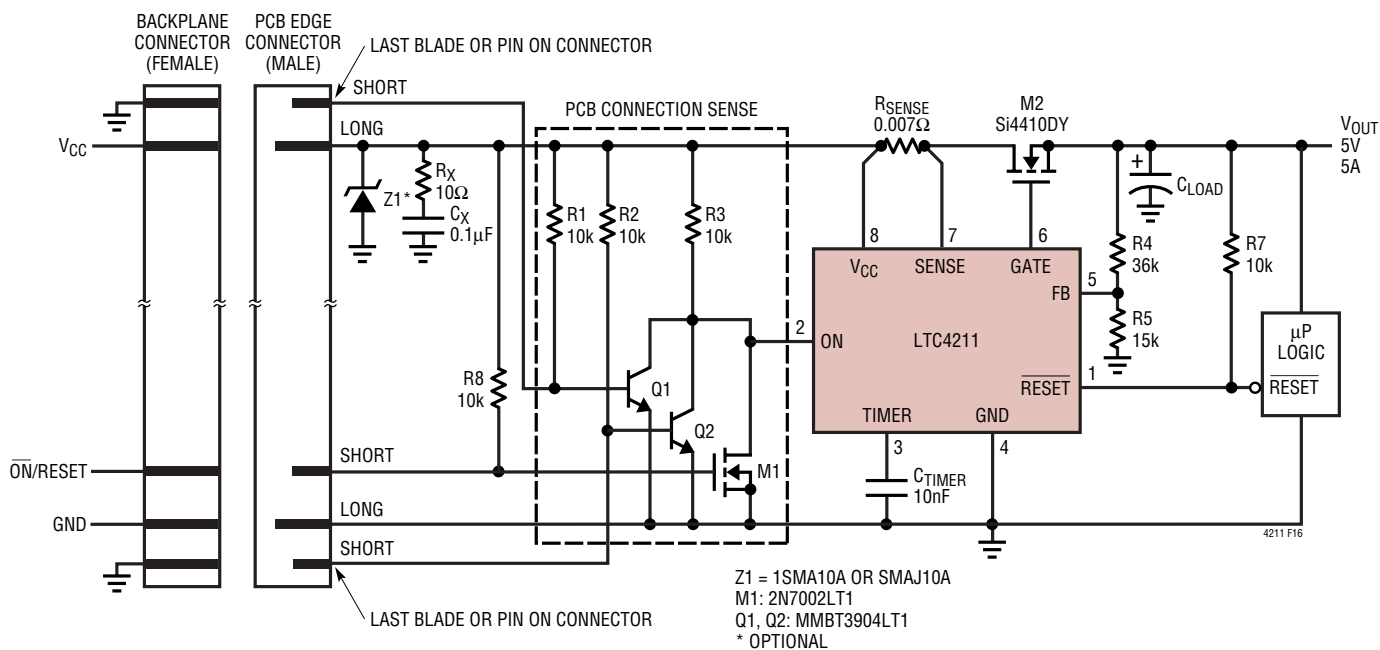 BACKPLANE
CONNECTOR
(FEMALE)
PCB EDGE
CONNECTOR
(MALE)
LAST BLADE OR PIN ON CONNECTOR
SHORT
LONG
VCC
PCB CONNECTION SENSE
RSENSE
0.007Ω
M2
Si4410DY
VOUT
5V
5A
Z1*
RX
10Ω
CX
0.1µF
R1
10k
R2
10k
R3
10k
+
CLOAD
R4
36k
R7
10k
8
7
6
VCC
SENSE
GATE
FB
5
2
ON
LTC4211
R5
15k
µP
LOGIC
RESET
1
RESET
R8
10k
Q1
Q2
M1
TIMER
GND
3
4
CTIMER
10nF
ON/RESET
SHORT
GND
LONG
SHORT
4211 F16
LAST BLADE OR PIN ON CONNECTOR
Z1 = 1SMA10A OR SMAJ10A
M1: 2N7002LT1
Q1, Q2: MMBT3904LT1
* OPTIONAL